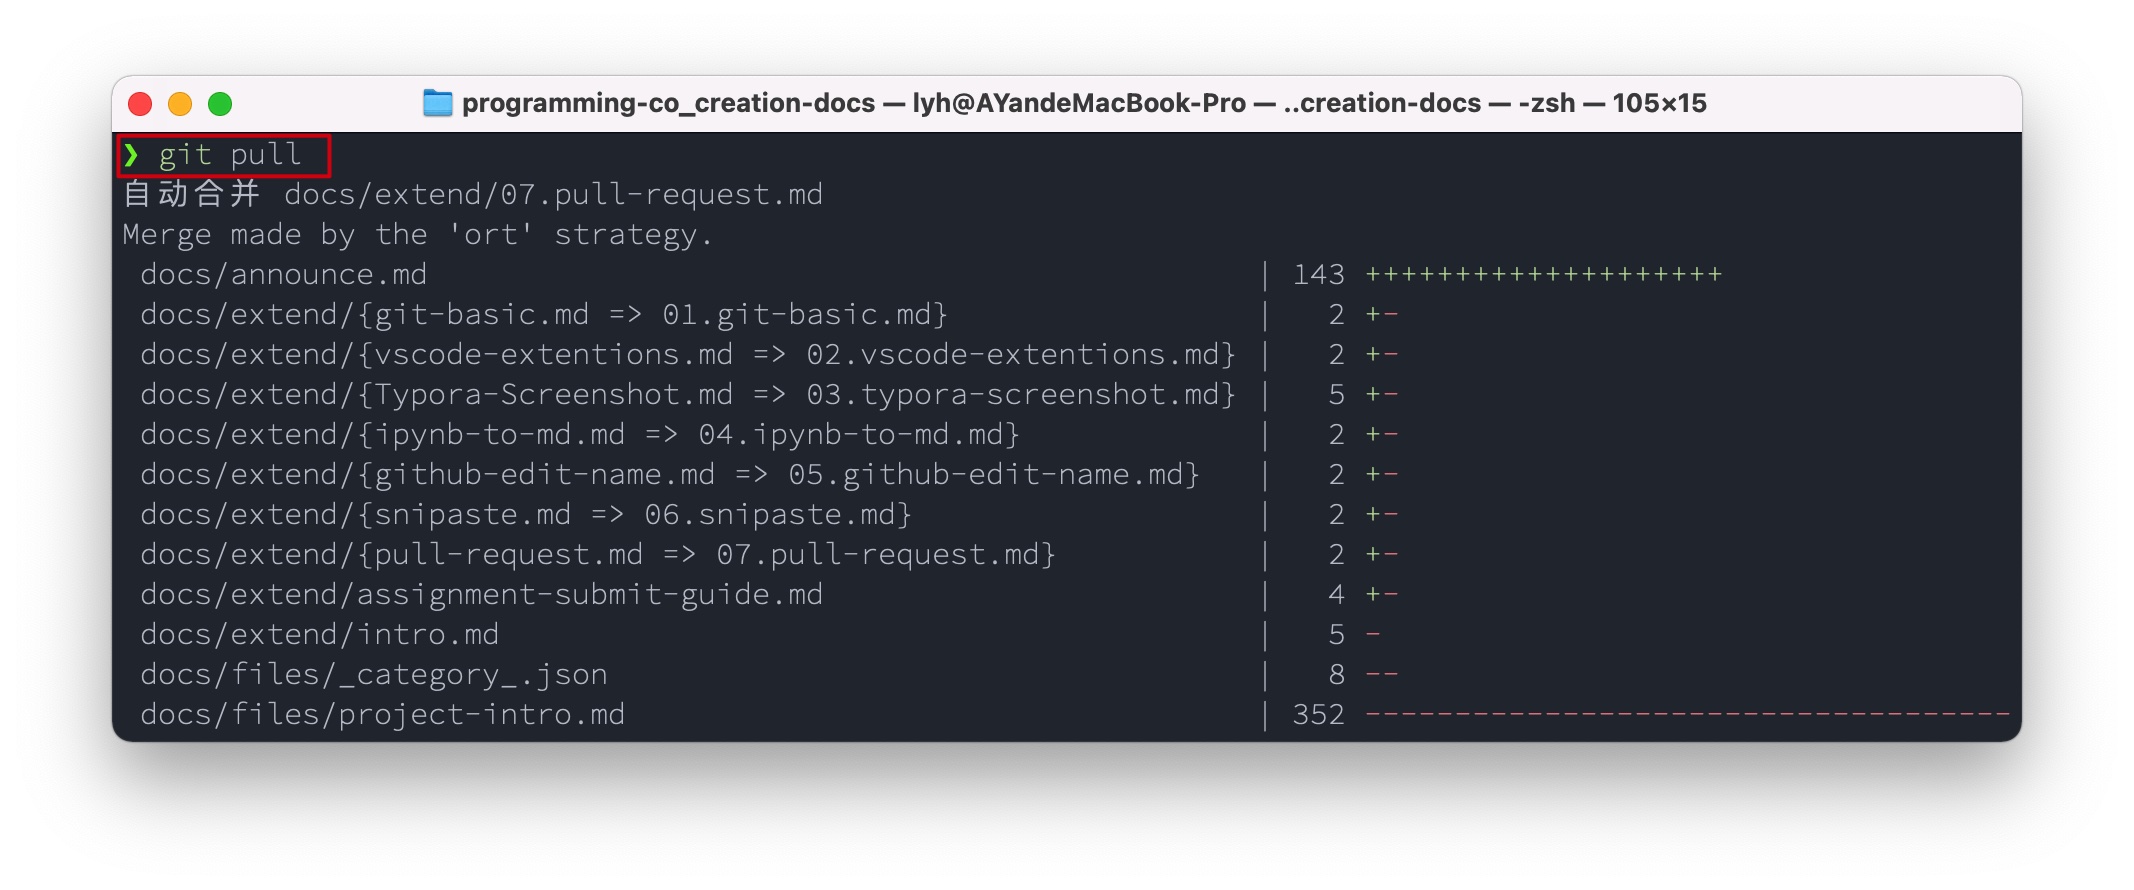 programming-co_creation-docs — lyh@AYandeMacBook-Pro — ..creation-docs — -zsh — 105×15
❯ git pull
自动合并 docs/extend/07.pull-request.md
Merge made by the 'ort' strategy.
 docs/announce.md | 143 ++++++++++++++++++++
 docs/extend/{git-basic.md => 01.git-basic.md} | 2 +-
 docs/extend/{vscode-extentions.md => 02.vscode-extentions.md} | 2 +-
 docs/extend/{Typora-Screenshot.md => 03.typora-screenshot.md} | 5 +-
 docs/extend/{ipynb-to-md.md => 04.ipynb-to-md.md} | 2 +-
 docs/extend/{github-edit-name.md => 05.github-edit-name.md} | 2 +-
 docs/extend/{snipaste.md => 06.snipaste.md} | 2 +-
 docs/extend/{pull-request.md => 07.pull-request.md} | 2 +-
 docs/extend/assignment-submit-guide.md | 4 +-
 docs/extend/intro.md | 5 -
 docs/files/_category_.json | 8 --
 docs/files/project-intro.md | 352 ------------------------------------